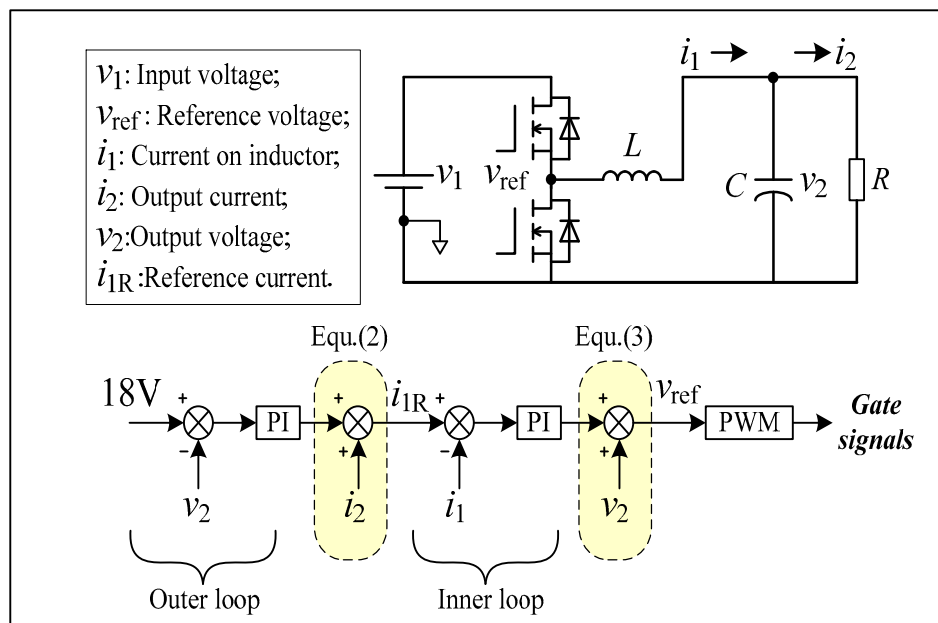 v1: Input voltage;
vref : Reference voltage;
i1: Current on inductor;
i2: Output current;
v2:Output voltage;
i1R :Reference current.
i1
i2
v1
vref
L
C
v2
R
Equ.(2)
Equ.(3)
18V
+
−
PI
+
+
i1R
+
−
PI
+
+
vref
PWM
Gate signals
v2
i2
i1
v2
Outer loop
Inner loop